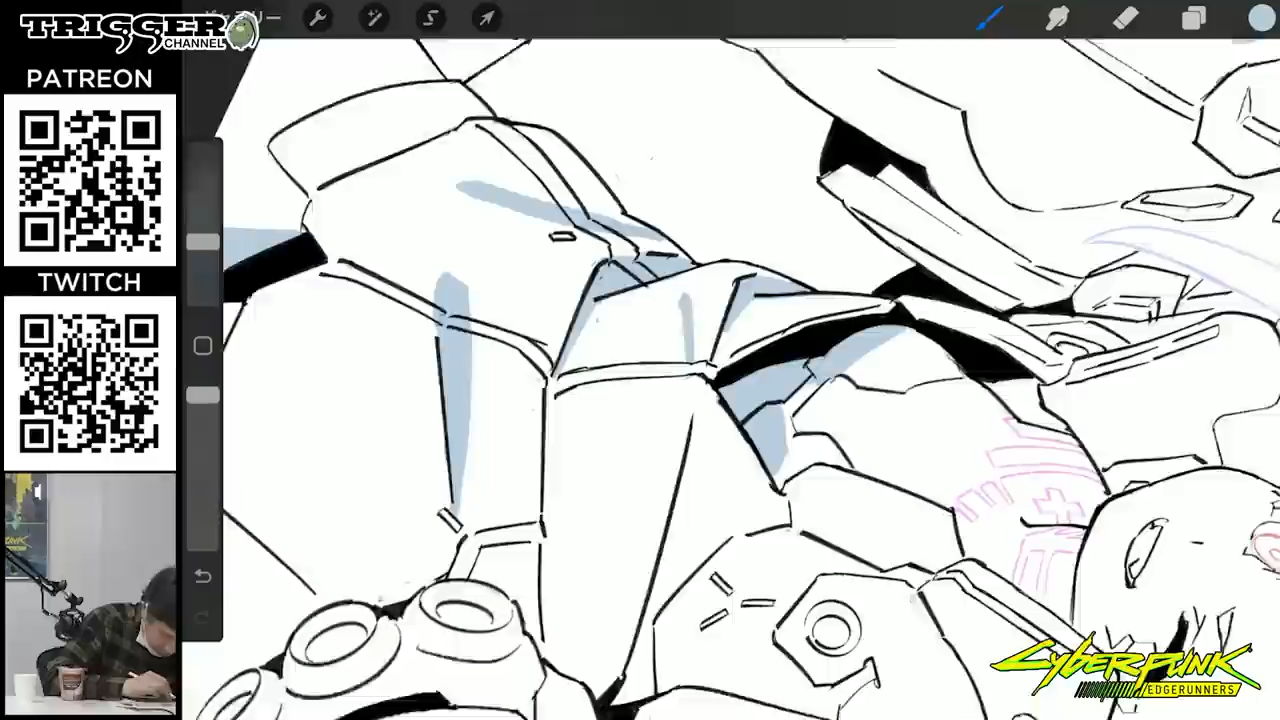 TRIGGER
CHANNEL
PATREON
TWITCH
CYBERPUNK
EDGERUNNERS